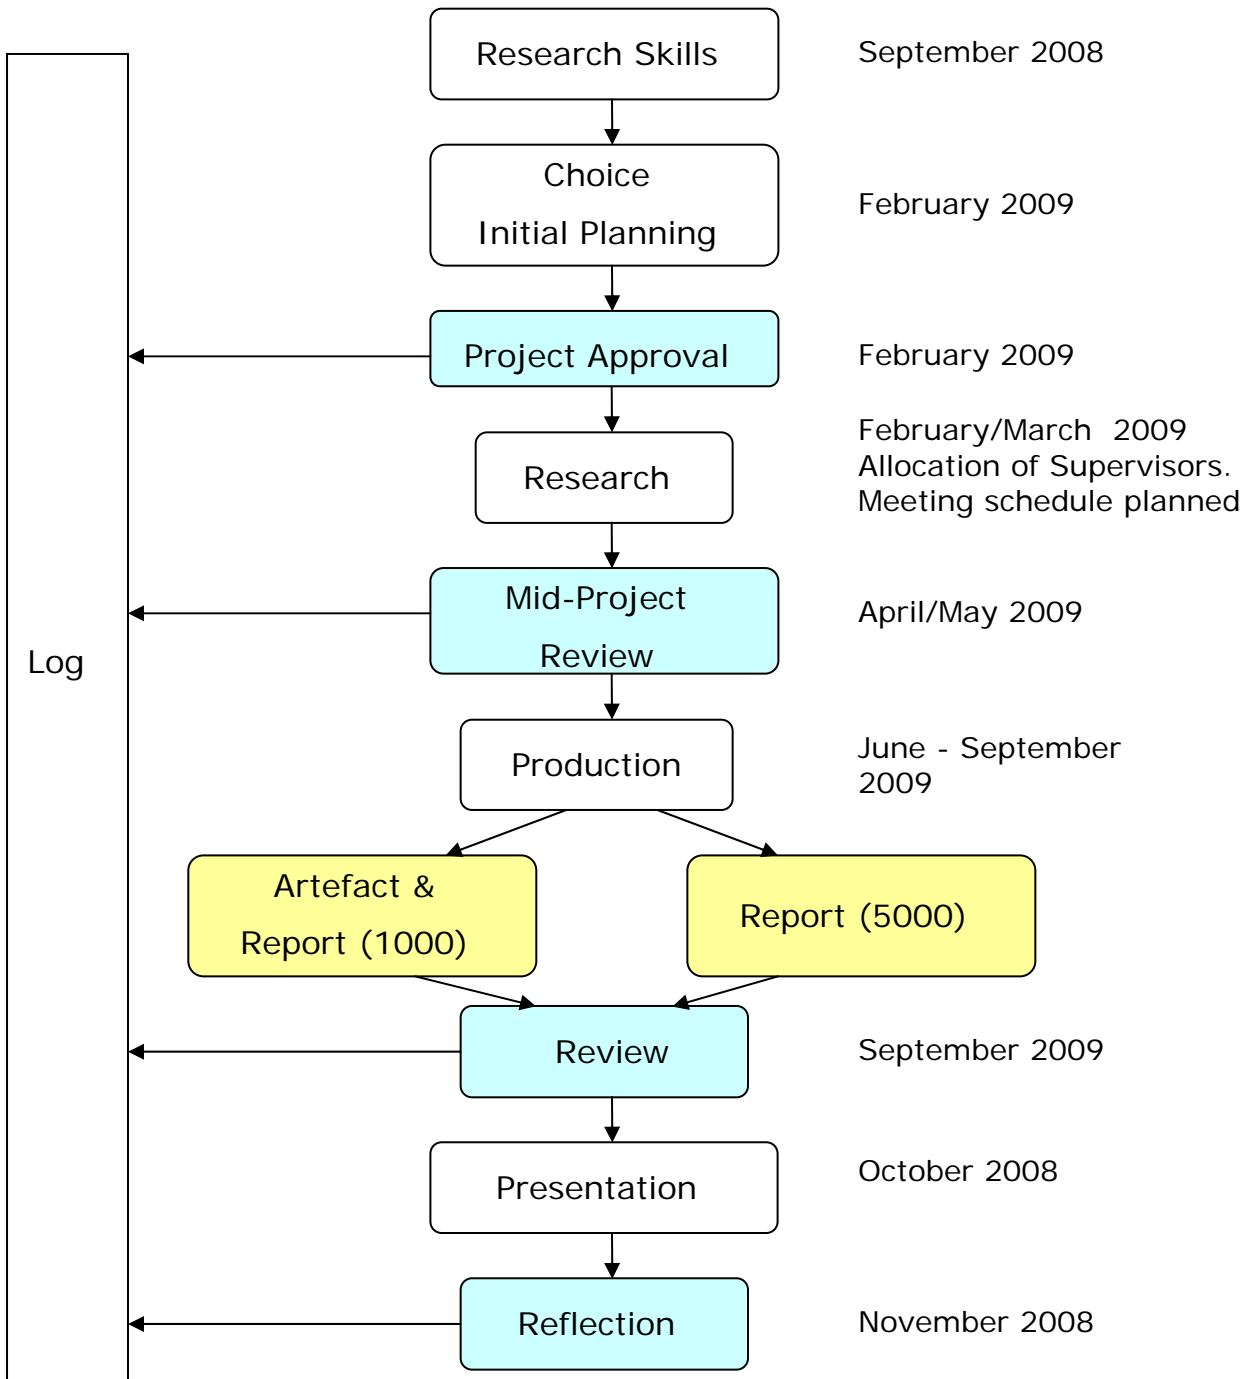 Research Skills
September 2008
Choice
Initial Planning
February 2009
Project Approval
February 2009
Research
February/March  2009
Allocation of Supervisors.
Meeting schedule planned
Mid-Project
Review
April/May 2009
Log
Production
June - September
2009
Artefact &
Report (1000)
Report (5000)
Review
September 2009
Presentation
October 2008
Reflection
November 2008